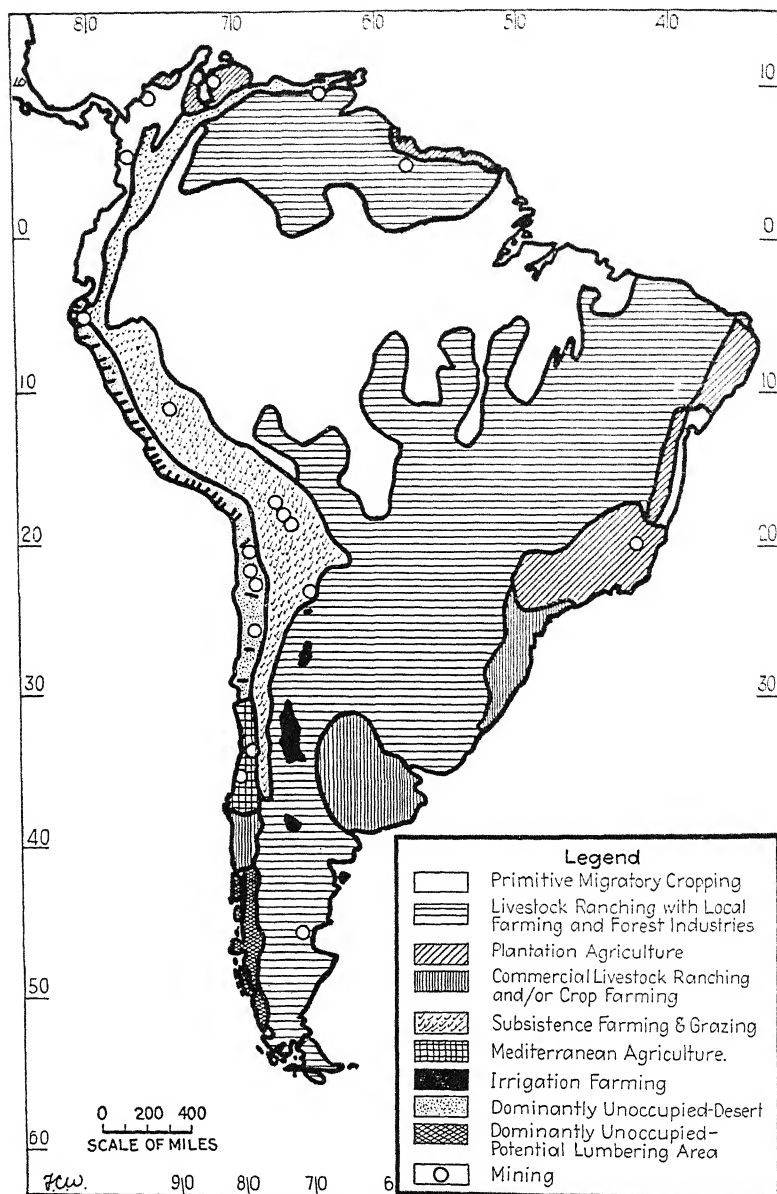 80 70 60 50 40
10 10
0 0
10 10
20 20
30 30
40
50
60
Legend
Primitive Migratory Cropping
Livestock Ranching with Local
Farming and Forest Industries
Plantation Agriculture
Commercial Livestock Ranching
and/or Crop Farming
Subsistence Farming & Grazing
Mediterranean Agriculture.
Irrigation Farming
Dominantly Unoccupied-Desert
Dominantly Unoccupied-
Potential Lumbering Area
Mining
0 200 400
SCALE OF MILES
90 80 70 6